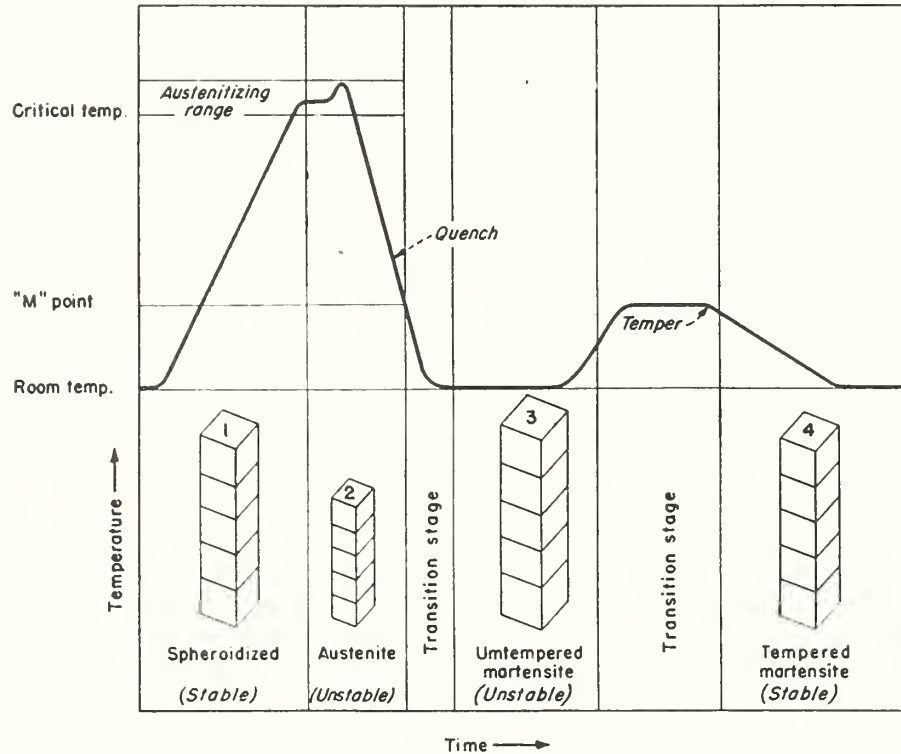 Austenitizing
range
Critical temp.
Quench
"M" point
Temper
Room temp.
1
2
3
4
Temperature
Transition stage
Transition stage
Spheroidized
(Stable)
Austenite
(Unstable)
Umtempered
martensite
(Unstable)
Tempered
martensite
(Stable)
Time